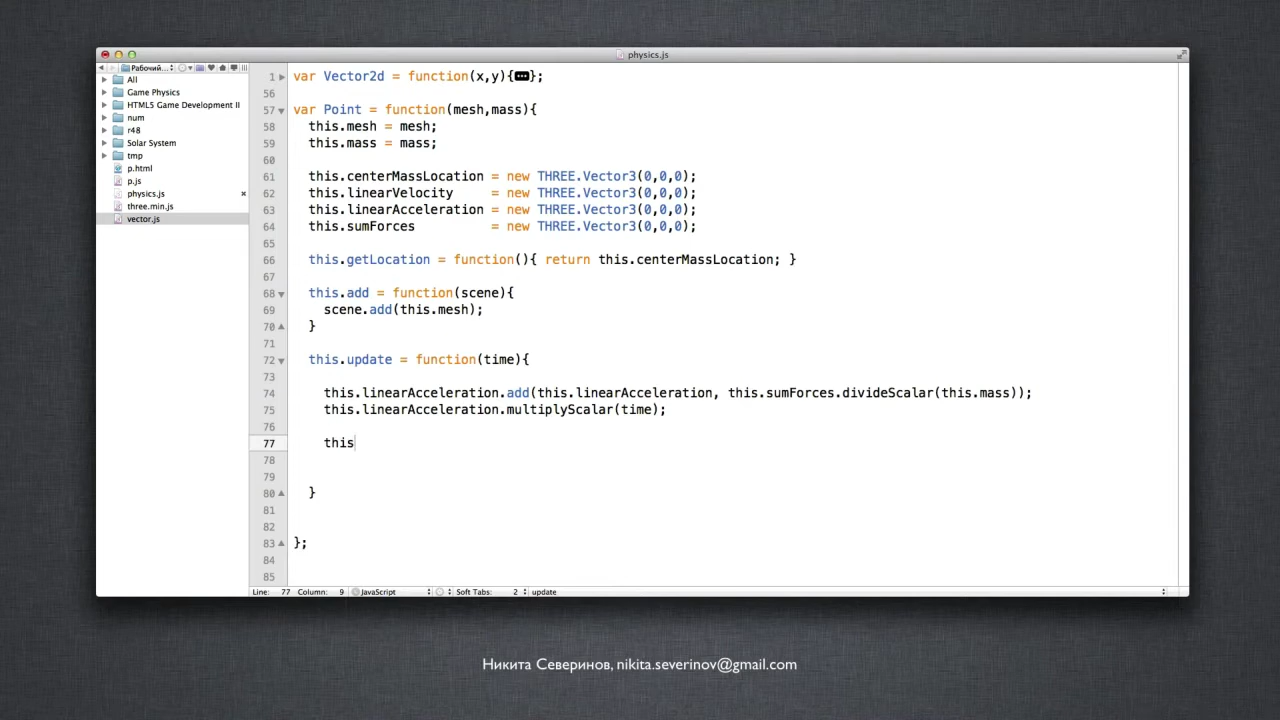 physics.js
Рабочий...
All
Game Physics
HTML5 Game Development II
num
r48
Solar System
tmp
p.html
p.js
physics.js
three.min.js
vector.js
1 var Vector2d = function(x,y){•••};
56
57 var Point = function(mesh,mass){
58 this.mesh = mesh;
59 this.mass = mass;
60
61 this.centerMassLocation = new THREE.Vector3(0,0,0);
62 this.linearVelocity = new THREE.Vector3(0,0,0);
63 this.linearAcceleration = new THREE.Vector3(0,0,0);
64 this.sumForces = new THREE.Vector3(0,0,0);
65
66 this.getLocation = function(){ return this.centerMassLocation; }
67
68 this.add = function(scene){
69 scene.add(this.mesh);
70 }
71
72 this.update = function(time){
73
74 this.linearAcceleration.add(this.linearAcceleration, this.sumForces.divideScalar(this.mass));
75 this.linearAcceleration.multiplyScalar(time);
76
77 this
78
79
80 }
81
82
83 };
84
85
Line: 77 Column: 9 JavaScript Soft Tabs: 2 update
Никита Северинов, nikita.severinov@gmail.com